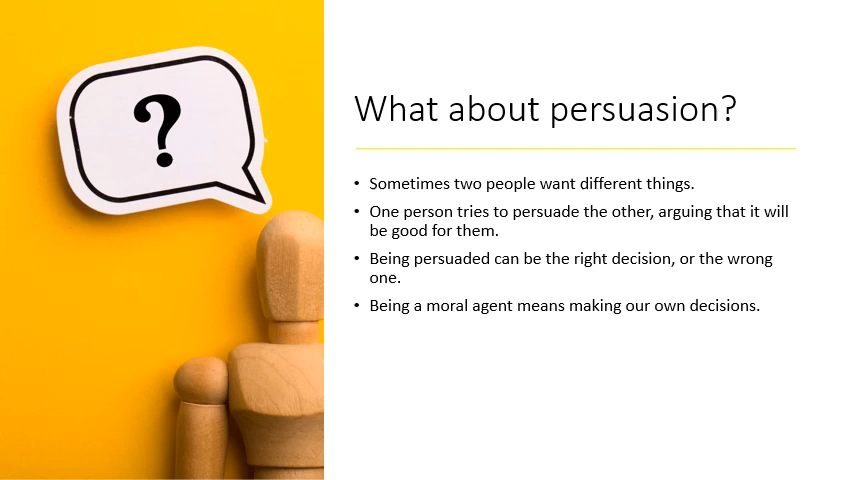 ?
What about persuasion?
• Sometimes two people want different things.
• One person tries to persuade the other, arguing that it will
be good for them.
• Being persuaded can be the right decision, or the wrong
one.
• Being a moral agent means making our own decisions.